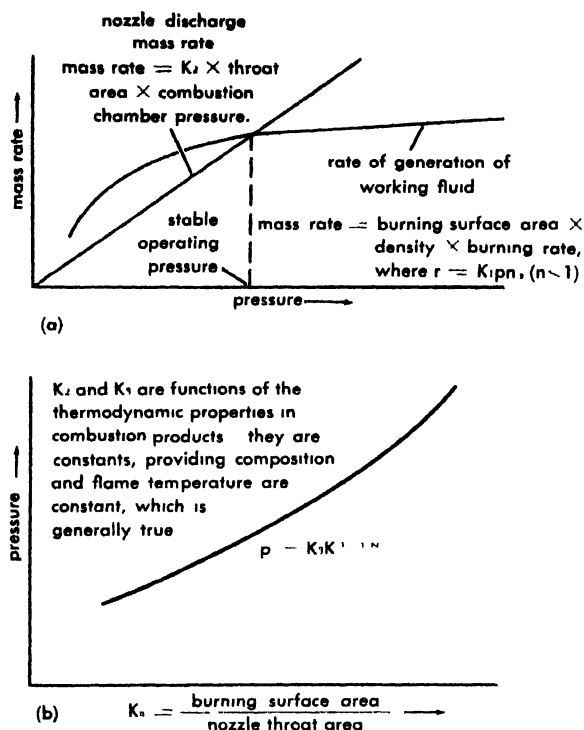 nozzle discharge
mass rate
mass rate = K₂ × throat
area × combustion
chamber pressure.
mass rate
rate of generation of
working fluid
stable
operating
pressure
mass rate = burning surface area ×
density × burning rate,
where r = K₁pn, (n<1)
pressure
(a)
K₂ and K₃ are functions of the
thermodynamic properties in
combustion products they are
constants, providing composition
and flame temperature are
constant, which is
generally true
pressure
p = K₃K
(b)
Kₙ = burning surface area
nozzle throat area